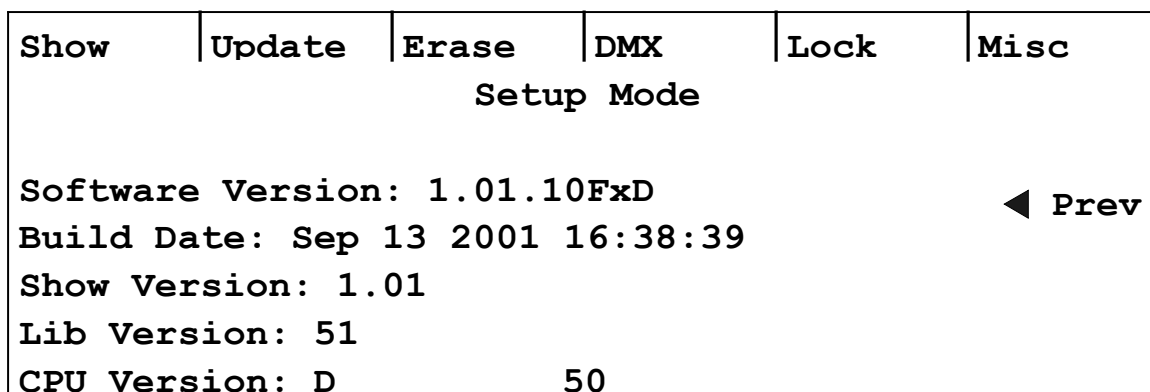 Show Update Erase DMX Lock Misc
Setup Mode
Software Version: 1.01.10FxD
◀ Prev
Build Date: Sep 13 2001 16:38:39
Show Version: 1.01
Lib Version: 51
CPU Version: D 50